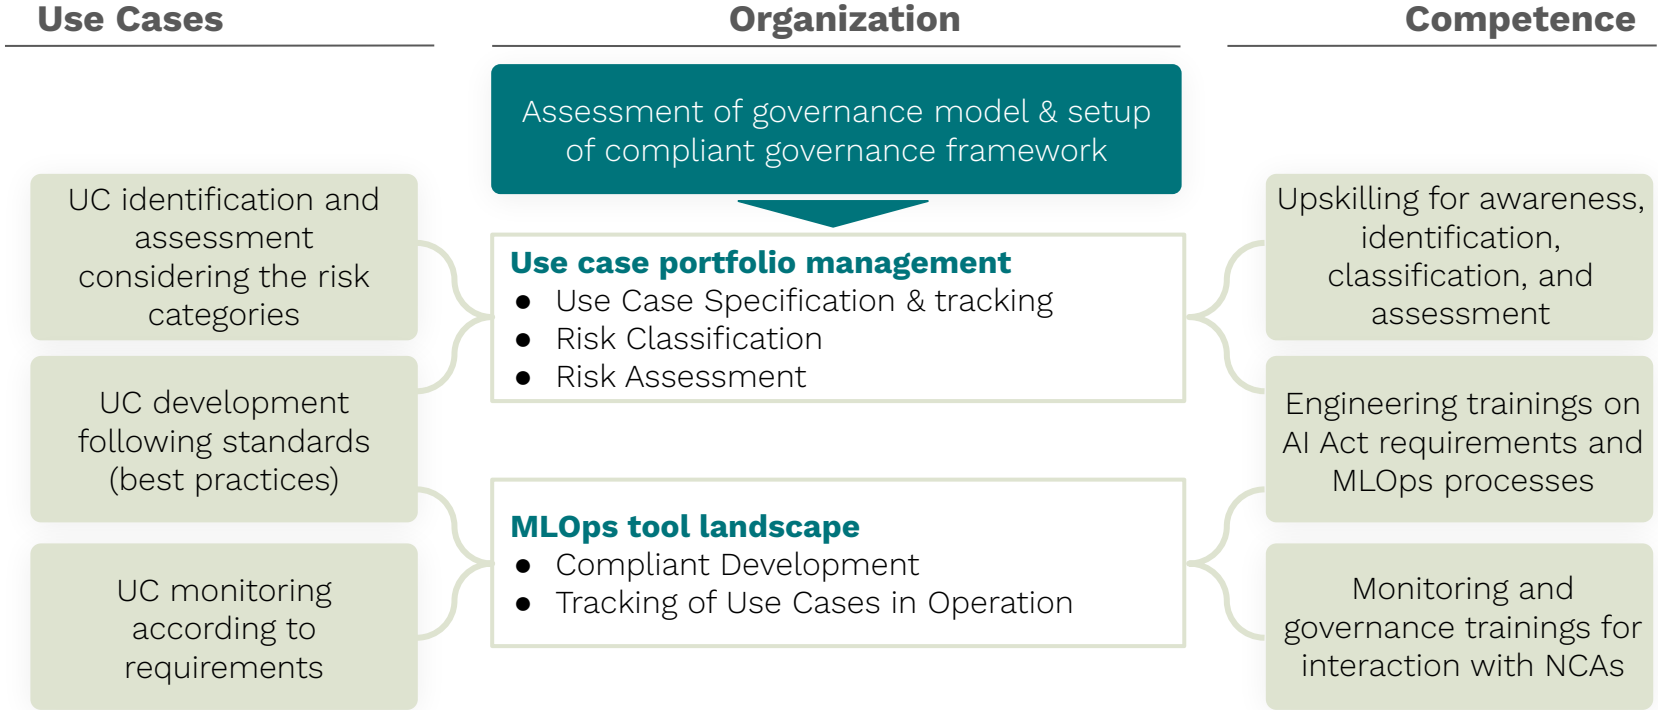 Use Cases
Organization
Competence
Assessment of governance model & setup
of compliant governance framework
UC identification and
assessment
considering the risk
categories
UC development
following standards
(best practices)
UC monitoring
according to
requirements
Use case portfolio management
● Use Case Specification & tracking
● Risk Classification
● Risk Assessment
MLOps tool landscape
● Compliant Development
● Tracking of Use Cases in Operation
Upskilling for awareness,
identification,
classification, and
assessment
Engineering trainings on
AI Act requirements and
MLOps processes
Monitoring and
governance trainings for
interaction with NCAs